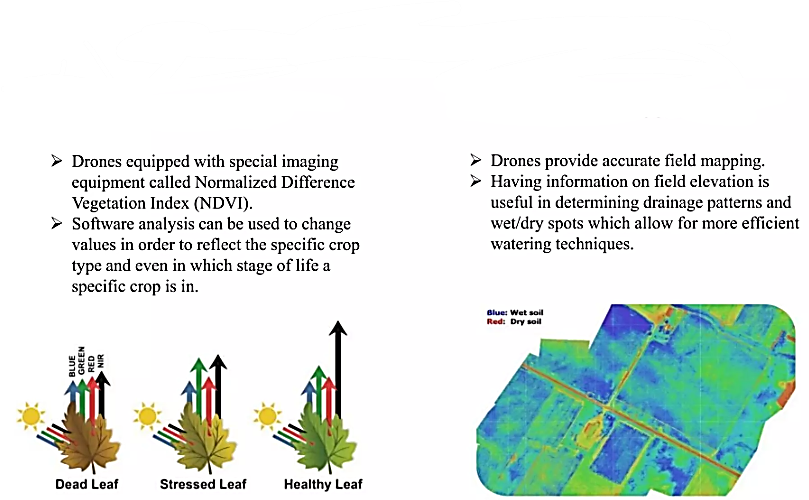 ➢ Drones equipped with special imaging
equipment called Normalized Difference
Vegetation Index (NDVI).
➢ Software analysis can be used to change
values in order to reflect the specific crop
type and even in which stage of life a
specific crop is in.
BLUE
GREEN
RED
NIR
Dead Leaf
Stressed Leaf
Healthy Leaf
➢ Drones provide accurate field mapping.
➢ Having information on field elevation is
useful in determining drainage patterns and
wet/dry spots which allow for more efficient
watering techniques.
Blue: Wet soil
Red: Dry soil